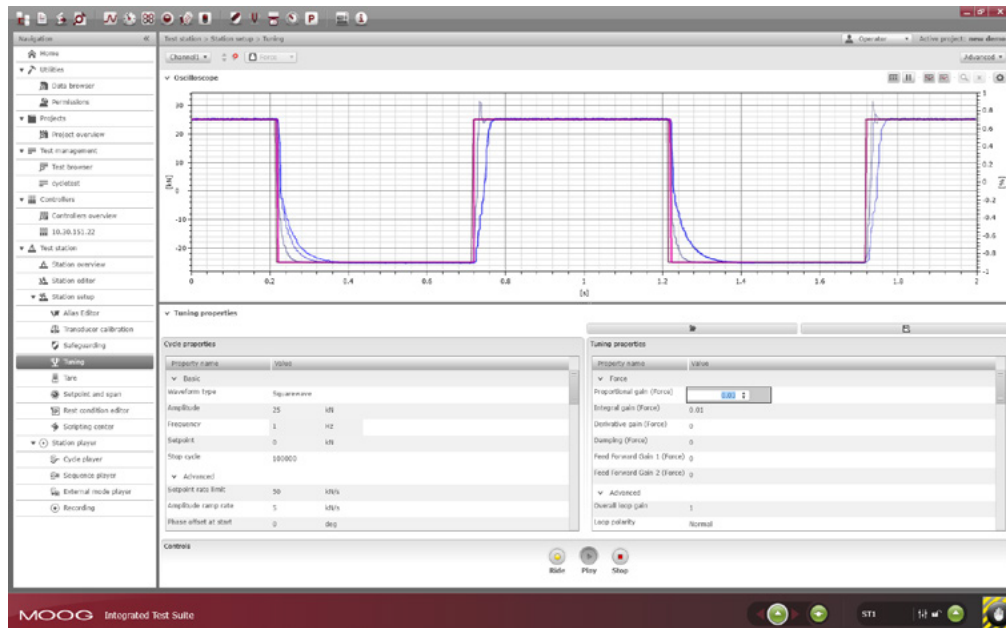 P
Navigation «
Test station > Station setup > Tuning
Operator
Active project: new demo
Home
Utilities
Data browser
Permissions
Projects
Project overview
Test management
Test browser
cycletest
Controllers
Controllers overview
10.30.151.22
Test station
Station overview
Station editor
Station setup
Alias Editor
Transducer calibration
Safeguarding
Tuning
Tare
Setpoint and span
Rest condition editor
Scripting center
Station player
Cycle player
Sequence player
External mode player
Recording
Channel1
Force
Advanced
Oscilloscope
30
20
10
0
-10
-20
[kN]
1
0.8
0.6
0.4
0.2
0
-0.2
-0.4
-0.6
-0.8
-1
0 0.2 0.4 0.6 0.8 1 1.2 1.4 1.6 1.8 2
[s]
Tuning properties
Cycle properties
Property name Value
Basic
Waveform type Squarewave
Amplitude 25 kN
Frequency 1 Hz
Setpoint 0 kN
Stop cycle 100000
Advanced
Setpoint rate limit 50 kN/s
Amplitude ramp rate 5 kN/s
Phase offset at start 0 deg
Tuning properties
Property name Value
Force
Proportional gain (Force)
Integral gain (Force) 0.01
Derivative gain (Force) 0
Damping (Force) 0
Feed Forward Gain 1 (Force) 0
Feed Forward Gain 2 (Force) 0
Advanced
Overall loop gain 1
Loop polarity Normal
Controls
Ride Play Stop
MOOG Integrated Test Suite
ST1